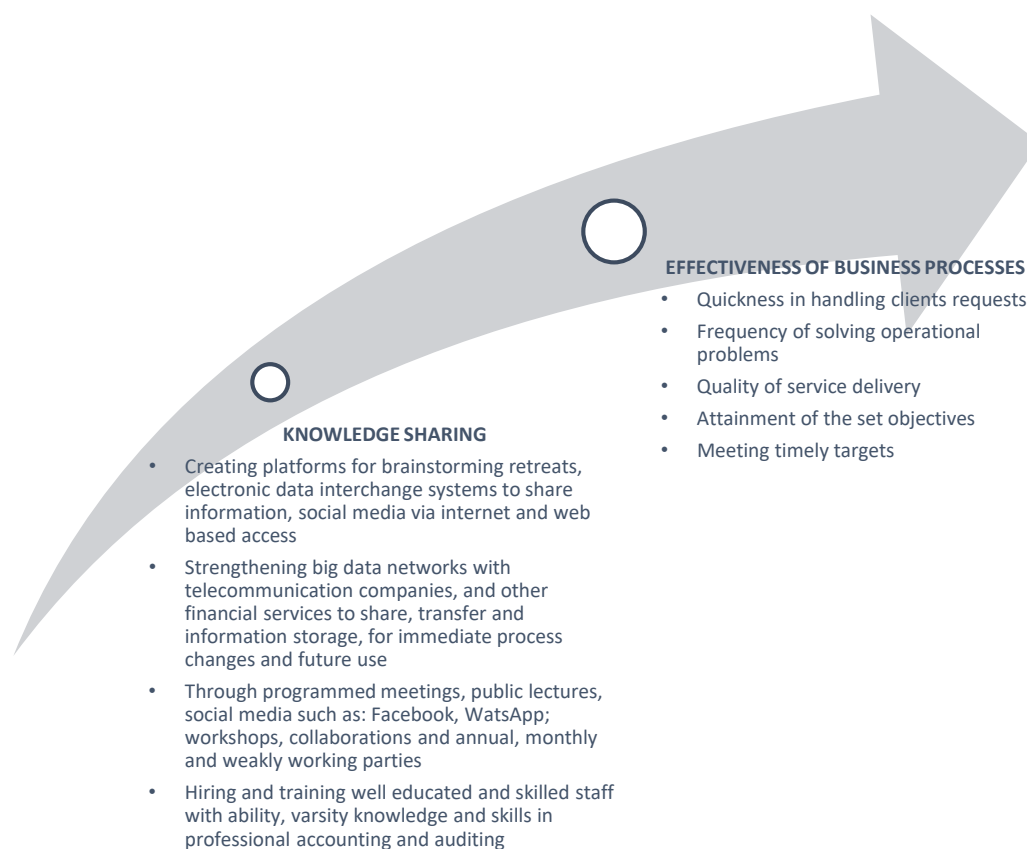 EFFECTIVENESS OF BUSINESS PROCESSES
• Quickness in handling clients requests
• Frequency of solving operational
problems
• Quality of service delivery
• Attainment of the set objectives
• Meeting timely targets
KNOWLEDGE SHARING
• Creating platforms for brainstorming retreats,
electronic data interchange systems to share
information, social media via internet and web
based access
• Strengthening big data networks with
telecommunication companies, and other
financial services to share, transfer and
information storage, for immediate process
changes and future use
• Through programmed meetings, public lectures,
social media such as: Facebook, WatsApp;
workshops, collaborations and annual, monthly
and weakly working parties
• Hiring and training well educated and skilled staff
with ability, varsity knowledge and skills in
professional accounting and auditing